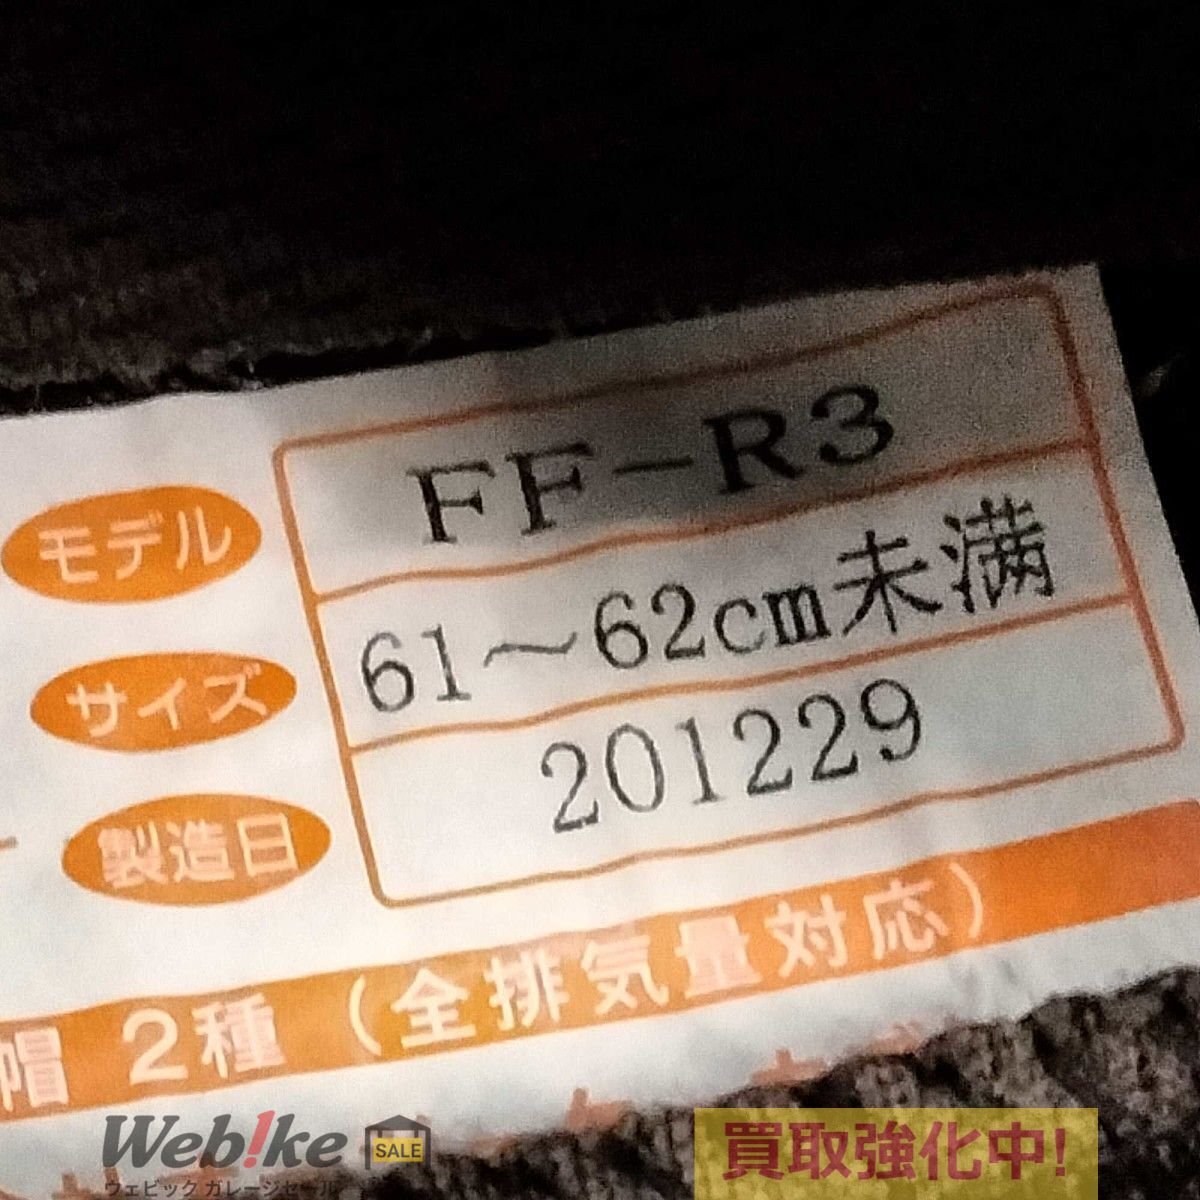 モデル FF-R3
サイズ 61～62cm未満
製造日 201229
帽 2種（全排気量対応）
Web!ke SALE
ウェビック ガレージセール
買取強化中!